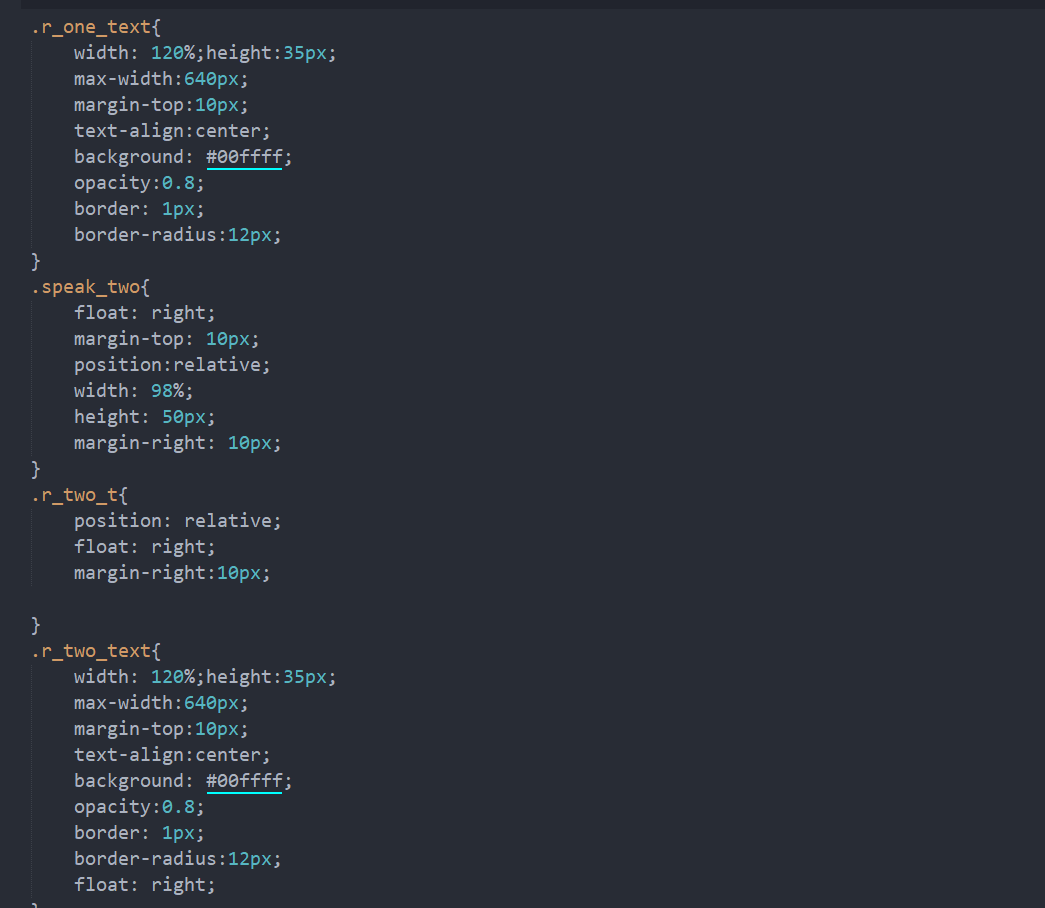 .r_one_text{
    width: 120%;height:35px;
    max-width:640px;
    margin-top:10px;
    text-align:center;
    background: #00ffff;
    opacity:0.8;
    border: 1px;
    border-radius:12px;
}
.speak_two{
    float: right;
    margin-top: 10px;
    position:relative;
    width: 98%;
    height: 50px;
    margin-right: 10px;
}
.r_two_t{
    position: relative;
    float: right;
    margin-right:10px;

}
.r_two_text{
    width: 120%;height:35px;
    max-width:640px;
    margin-top:10px;
    text-align:center;
    background: #00ffff;
    opacity:0.8;
    border: 1px;
    border-radius:12px;
    float: right;
}